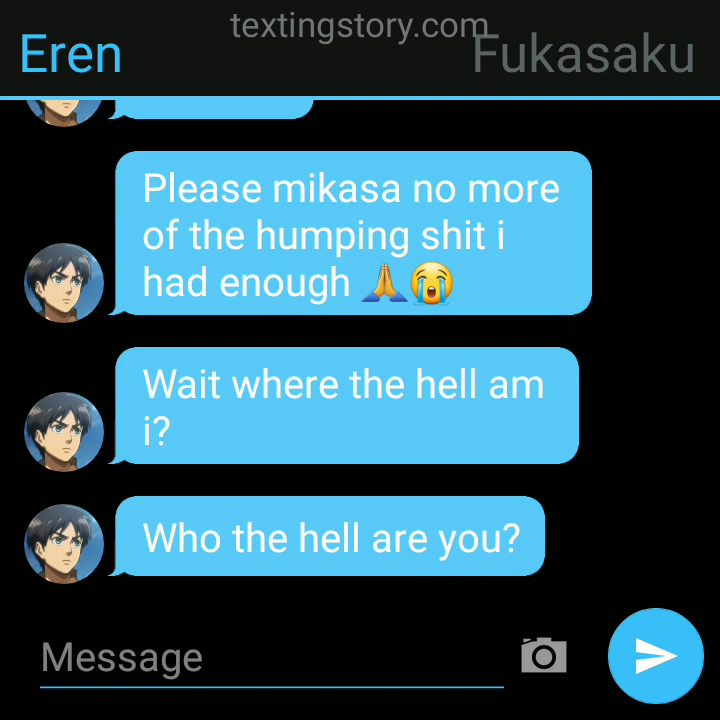 textingstory.com
Eren
Fukasaku
Please mikasa no more
of the humping shit i
had enough 🙏😭
Wait where the hell am
i?
Who the hell are you?
Message